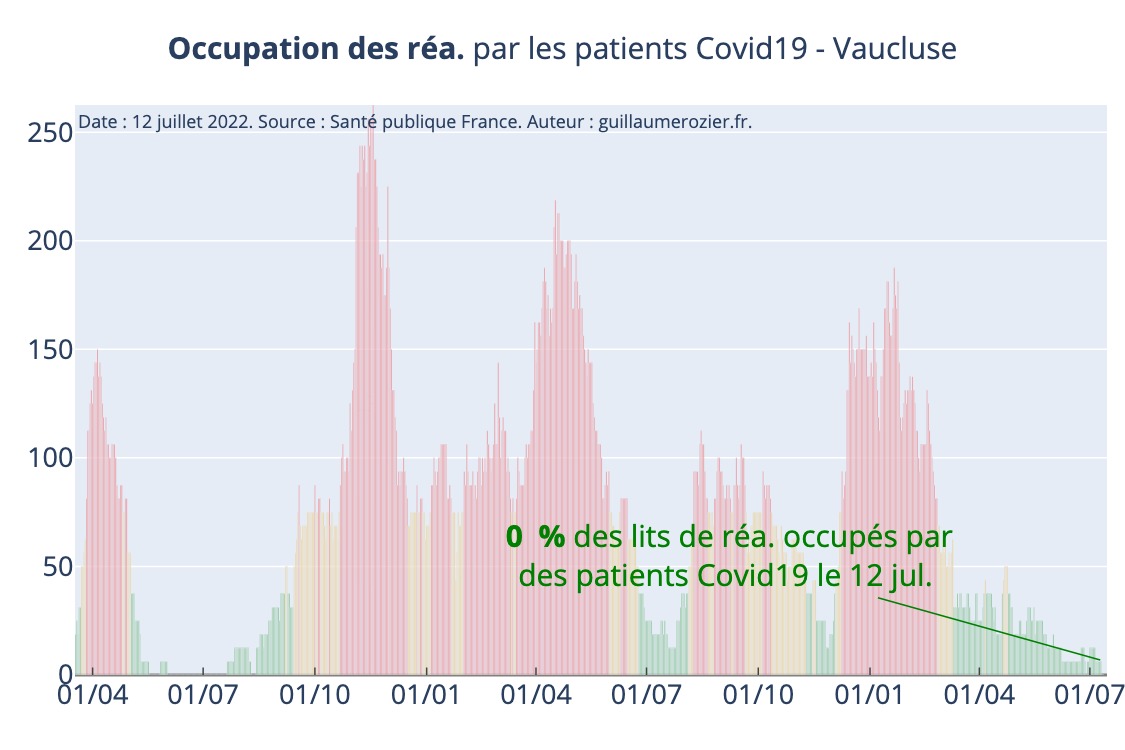 Occupation des réa. par les patients Covid19 - Vaucluse
Date : 12 juillet 2022. Source : Santé publique France. Auteur : guillaumerozier.fr.
250
200
150
100
50
0
0 % des lits de réa. occupés par
des patients Covid19 le 12 jul.
01/04 01/07 01/10 01/01 01/04 01/07 01/10 01/01 01/04 01/07